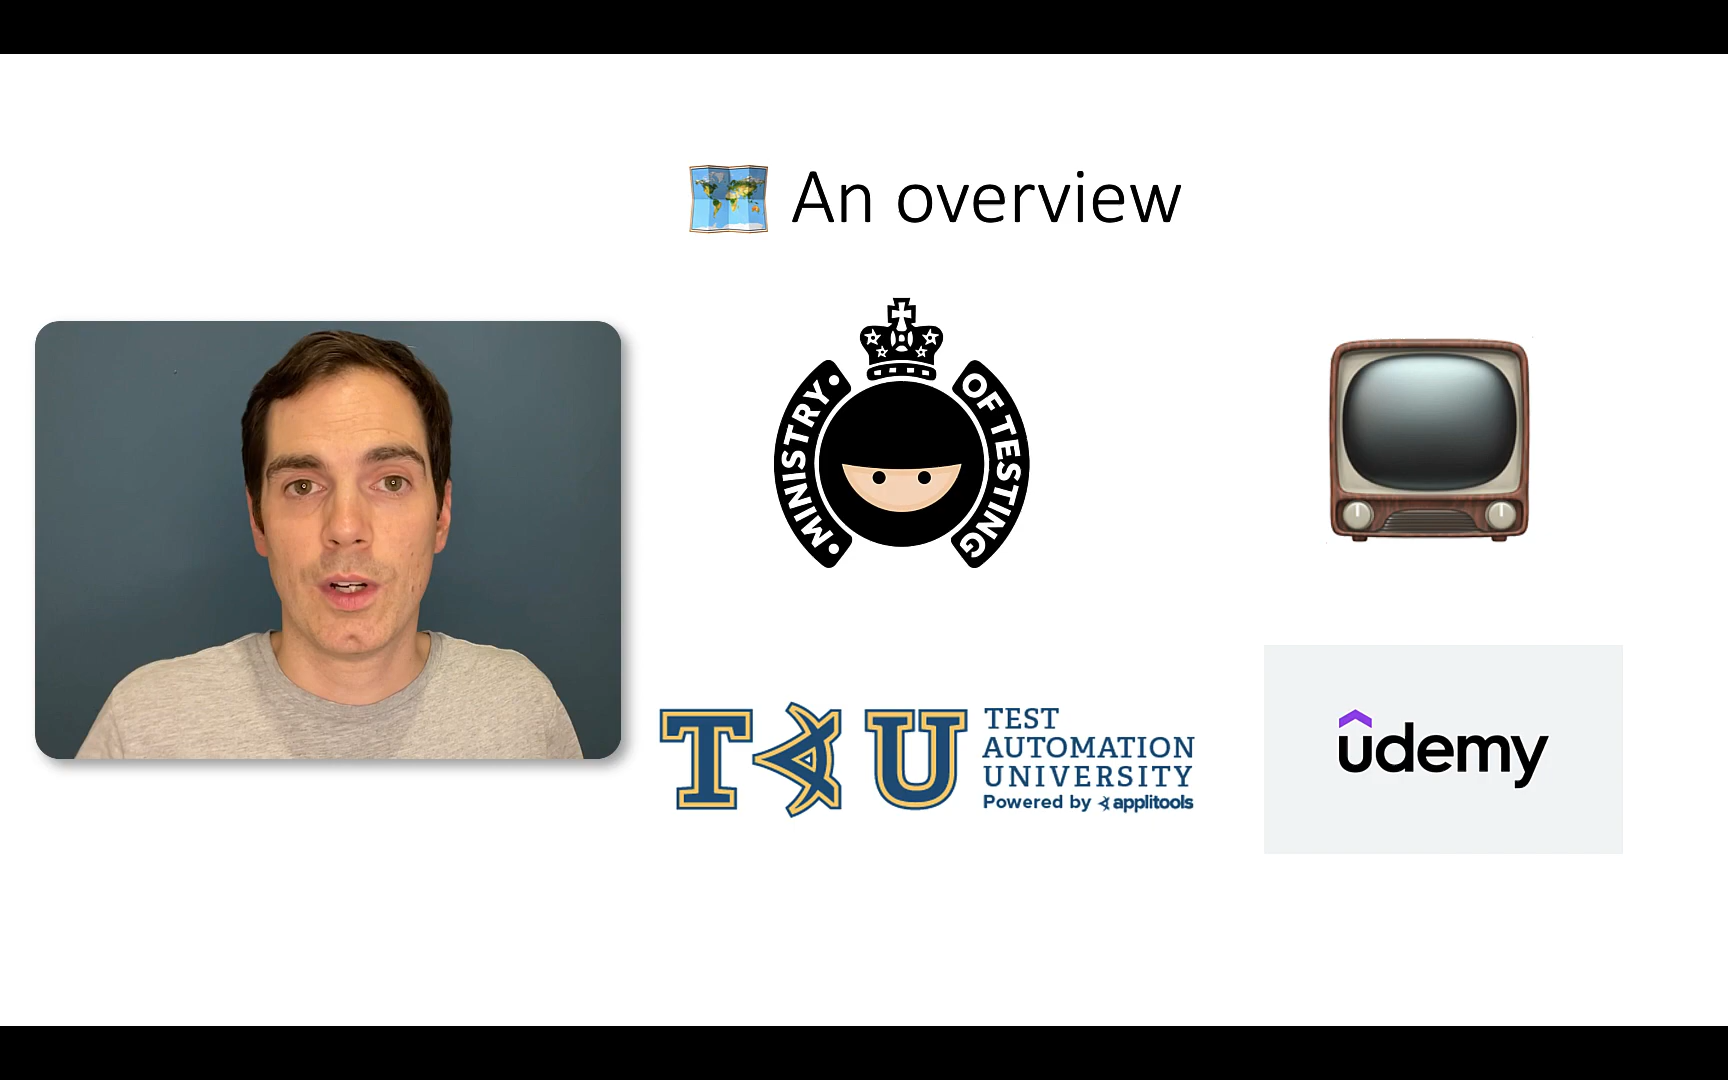 An overview
MINISTRY OF TESTING
TAU
TEST
AUTOMATION
UNIVERSITY
Powered by applitools
udemy